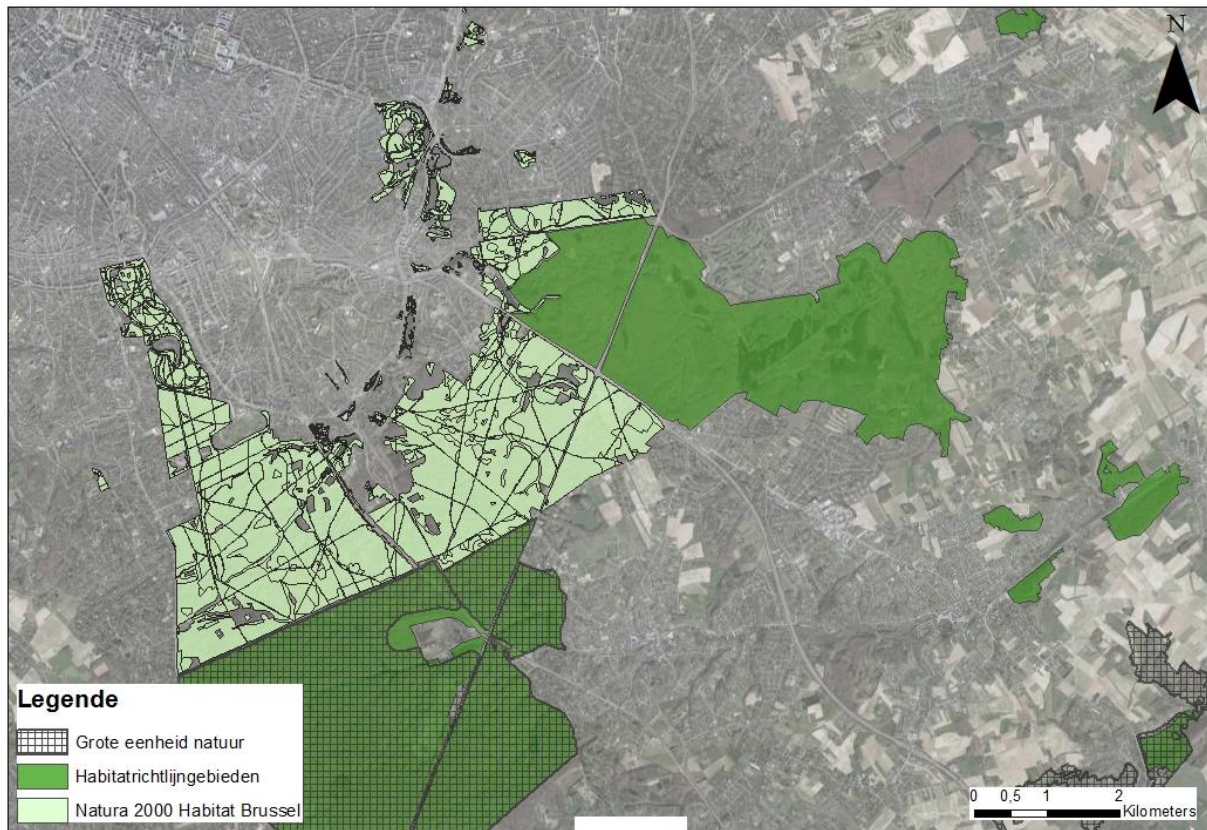 N
Legende
Grote eenheid natuur
Habitatrichtlijngebieden
Natura 2000 Habitat Brussel
0 0,5 1 2
Kilometers